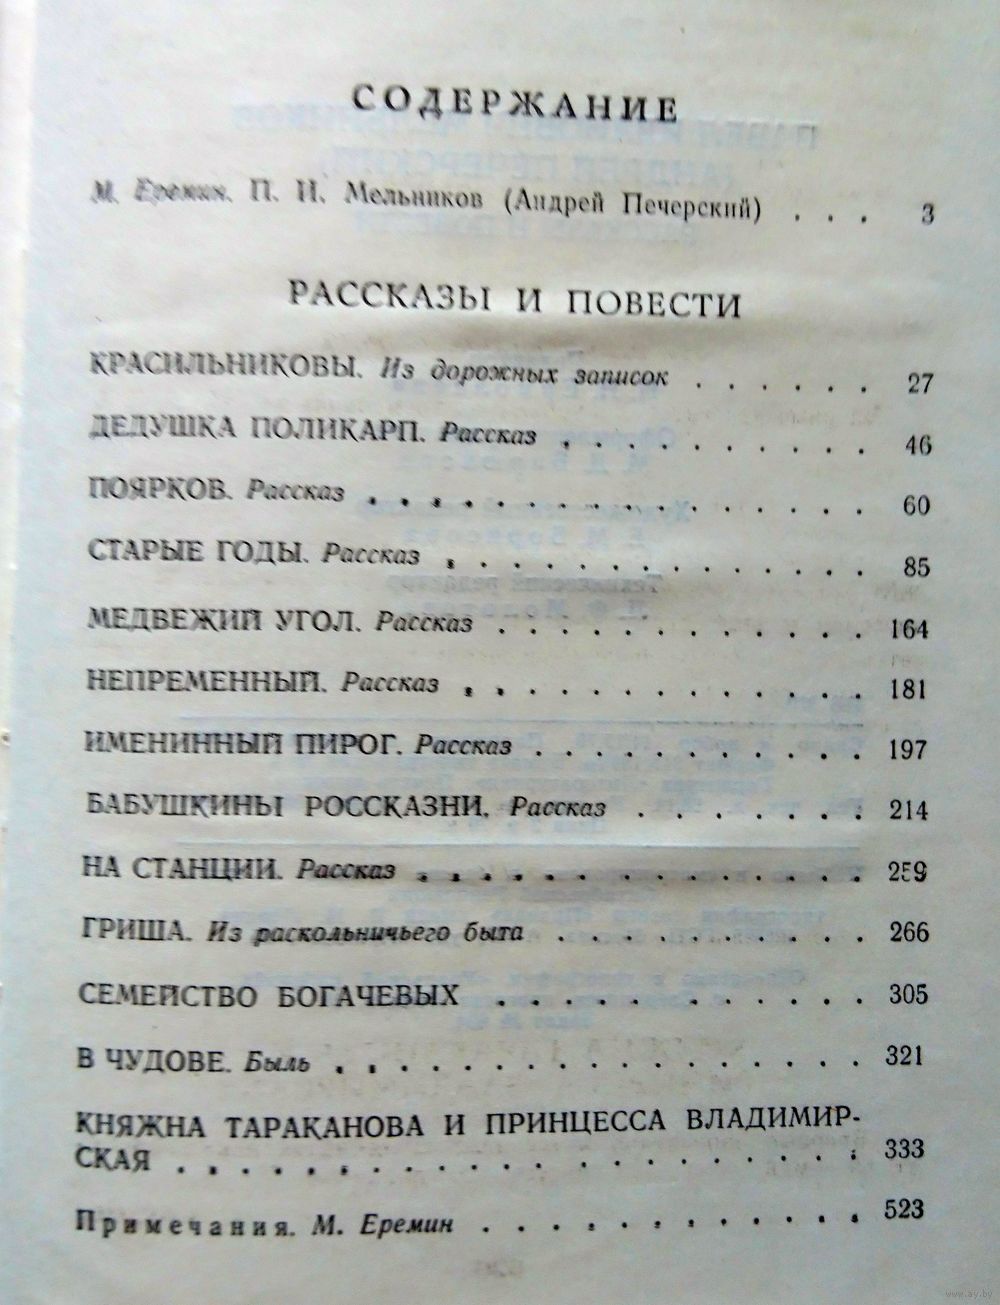 СОДЕРЖАНИЕ
М. Еремин. П. И. Мельников (Андрей Печерский) . . . 3
РАССКАЗЫ И ПОВЕСТИ
КРАСИЛЬНИКОВЫ. Из дорожных записок . . . . . . 27
ДЕДУШКА ПОЛИКАРП. Рассказ . . . . . . . . . . 46
ПОЯРКОВ. Рассказ . . . . . . . . . . . . . . . . 60
СТАРЫЕ ГОДЫ. Рассказ . . . . . . . . . . . . . 85
МЕДВЕЖИЙ УГОЛ. Рассказ . . . . . . . . . . . . 164
НЕПРЕМЕННЫЙ. Рассказ . . . . . . . . . . . . . 181
ИМЕНИННЫЙ ПИРОГ. Рассказ . . . . . . . . . . . 197
БАБУШКИНЫ РОССКАЗНИ. Рассказ . . . . . . . 214
НА СТАНЦИИ. Рассказ . . . . . . . . . . . . . . 259
ГРИША. Из раскольничьего быта . . . . . . . . . . 266
СЕМЕЙСТВО БОГАЧЕВЫХ . . . . . . . . . . . . 305
В ЧУДОВЕ. Быль . . . . . . . . . . . . . . . . . 321
КНЯЖНА ТАРАКАНОВА И ПРИНЦЕССА ВЛАДИМИР-
СКАЯ . . . . . . . . . . . . . . . . . . . . . 333
Примечания. М. Еремин . . . . . . . . . . . . 523
www.ay.by